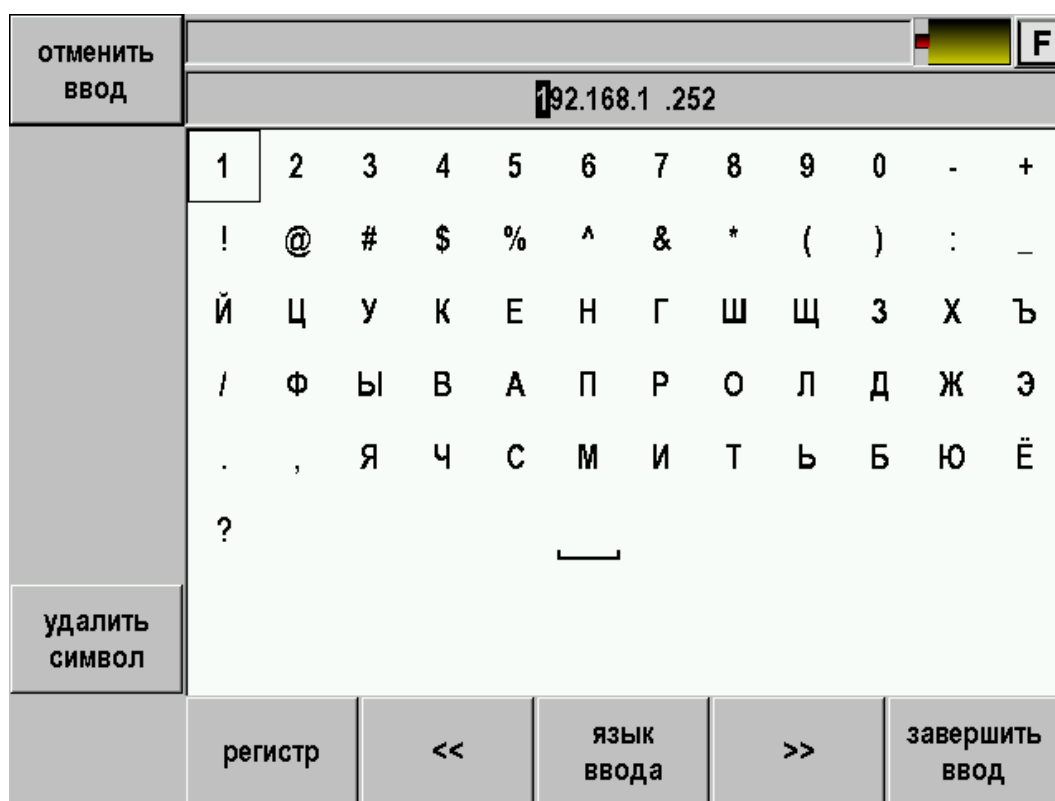 отменить
ввод
F
192.168.1 .252
1 2 3 4 5 6 7 8 9 0 - +
! @ # $ % ^ & * ( ) : _
Й Ц У К Е Н Г Ш Щ З Х Ъ
/ Ф Ы В А П Р О Л Д Ж Э
. , Я Ч С М И Т Ь Б Ю Ё
?
удалить
символ
регистр
<<
язык
ввода
>>
завершить
ввод